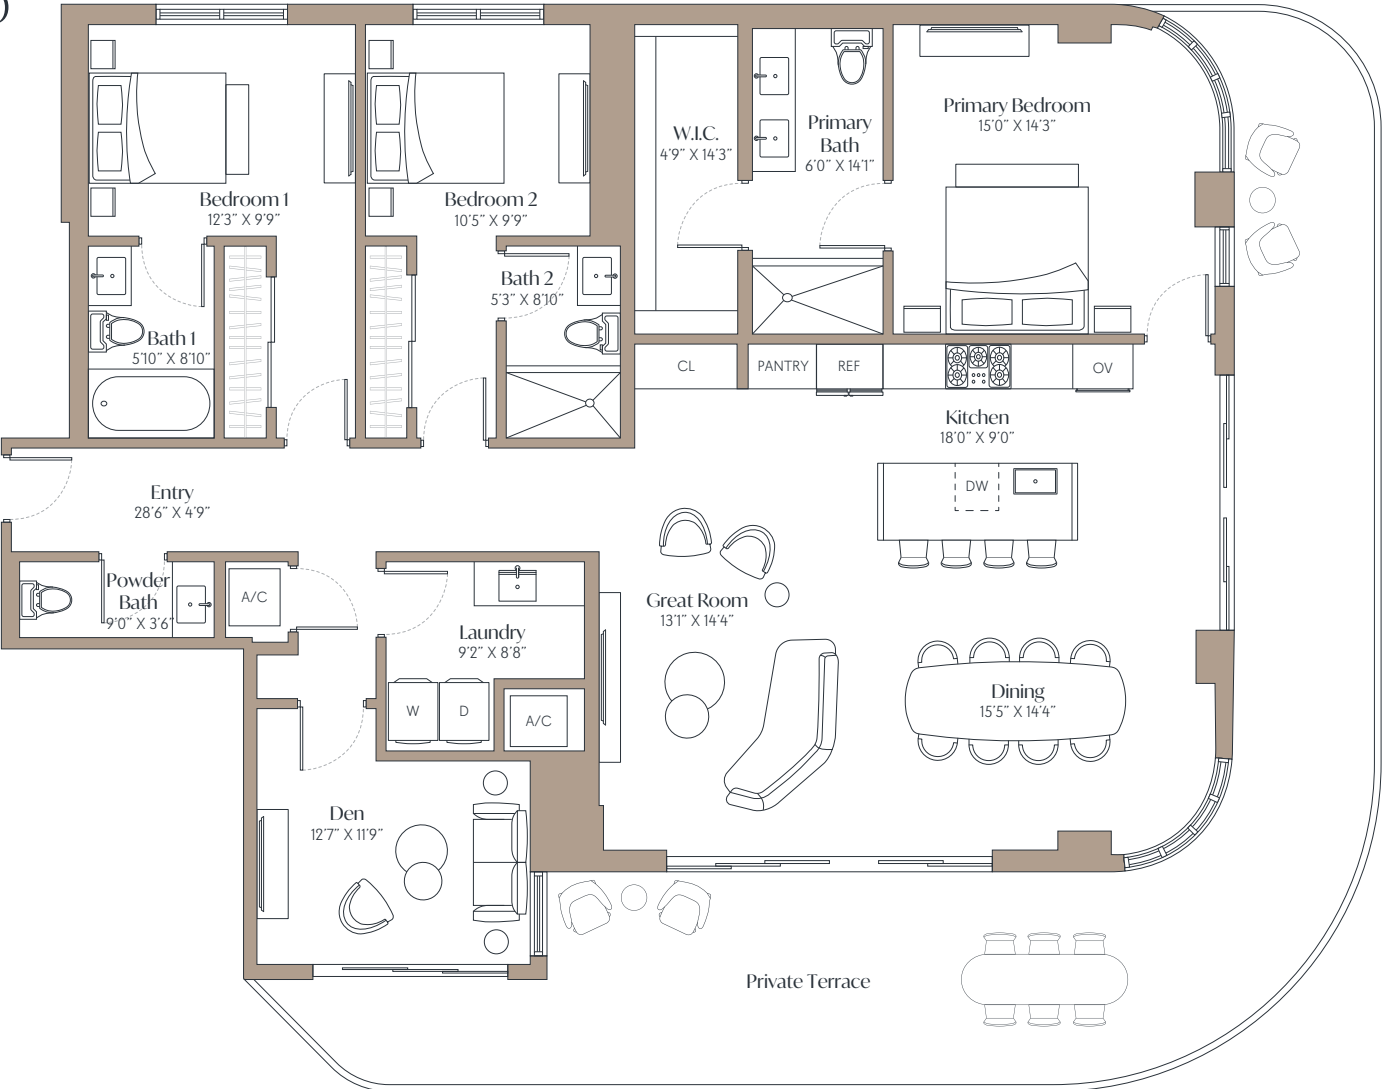 Primary Bedroom
15'0" X 14'3"
W.I.C.
4'9" X 14'3"
Primary
Bath
6'0" X 14'1"
Bedroom 1
12'3" X 9'9"
Bedroom 2
10'5" X 9'9"
Bath 2
5'3" X 8'10"
Bath 1
5'10" X 8'10"
CL
PANTRY
REF
OV
Kitchen
18'0" X 9'0"
DW
Entry
28'6" X 4'9"
Powder
Bath
9'0" X 3'6"
A/C
Great Room
13'1" X 14'4"
Laundry
9'2" X 8'8"
W
D
A/C
Dining
15'5" X 14'4"
Den
12'7" X 11'9"
Private Terrace